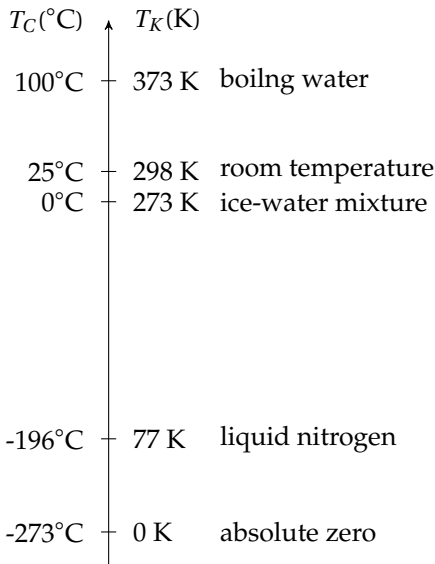 T_C(°C) T_K(K)
100°C 373 K boilng water
25°C 298 K room temperature
0°C 273 K ice-water mixture
-196°C 77 K liquid nitrogen
-273°C 0 K absolute zero